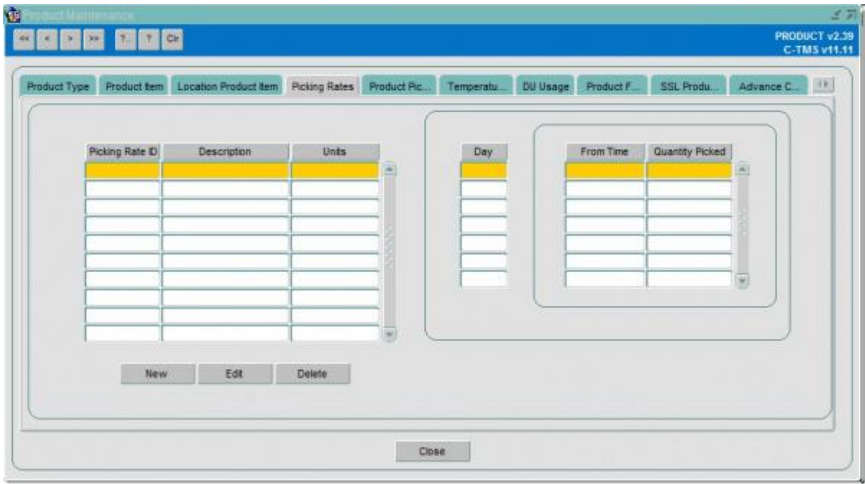 Product Maintenance
<< < > >> ?.. ? Clr
PRODUCT v2.39
C-TMS v11.11
Product Type Product Item Location Product Item Picking Rates Product Pic... Temperatu... DU Usage Product F... SSL Produ... Advance C...
Picking Rate ID Description Units Day From Time Quantity Picked
New Edit Delete
Close